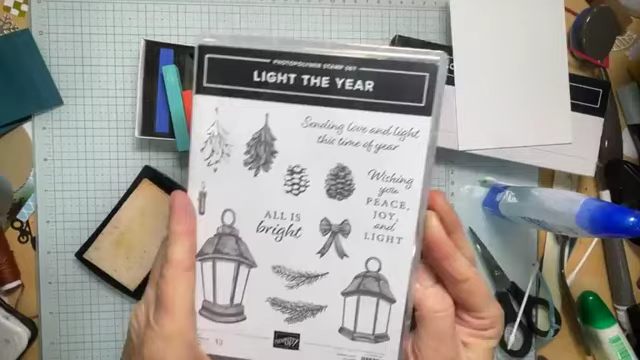 PHOTOPOLYMER STAMP SET
LIGHT THE YEAR
Sending love and light
this time of year
Wishing
you
PEACE,
JOY,
and
LIGHT
ALL IS
bright